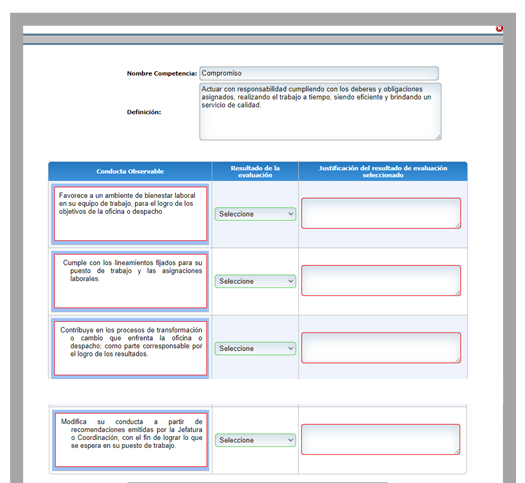 Nombre Competencia: Compromiso
Definición:
Actuar con responsabilidad cumpliendo con los deberes y obligaciones
asignados, realizando el trabajo a tiempo, siendo eficiente y brindando un
servicio de calidad.
Conducta Observable
Resultado de la
evaluación
Justificación del resultado de evaluación
seleccionado
Favorece a un ambiente de bienestar laboral
en su equipo de trabajo, para el logro de los
objetivos de la oficina o despacho.
Seleccione
Cumple con los lineamientos fijados para su
puesto de trabajo y las asignaciones
laborales.
Seleccione
Contribuye en los procesos de transformación
o cambio que enfrenta la oficina o
despacho; como parte corresponsable por
el logro de los resultados.
Seleccione
Modifica su conducta a partir de
recomendaciones emitidas por la Jefatura
o Coordinación, con el fin de lograr lo que
se espera en su puesto de trabajo.
Seleccione